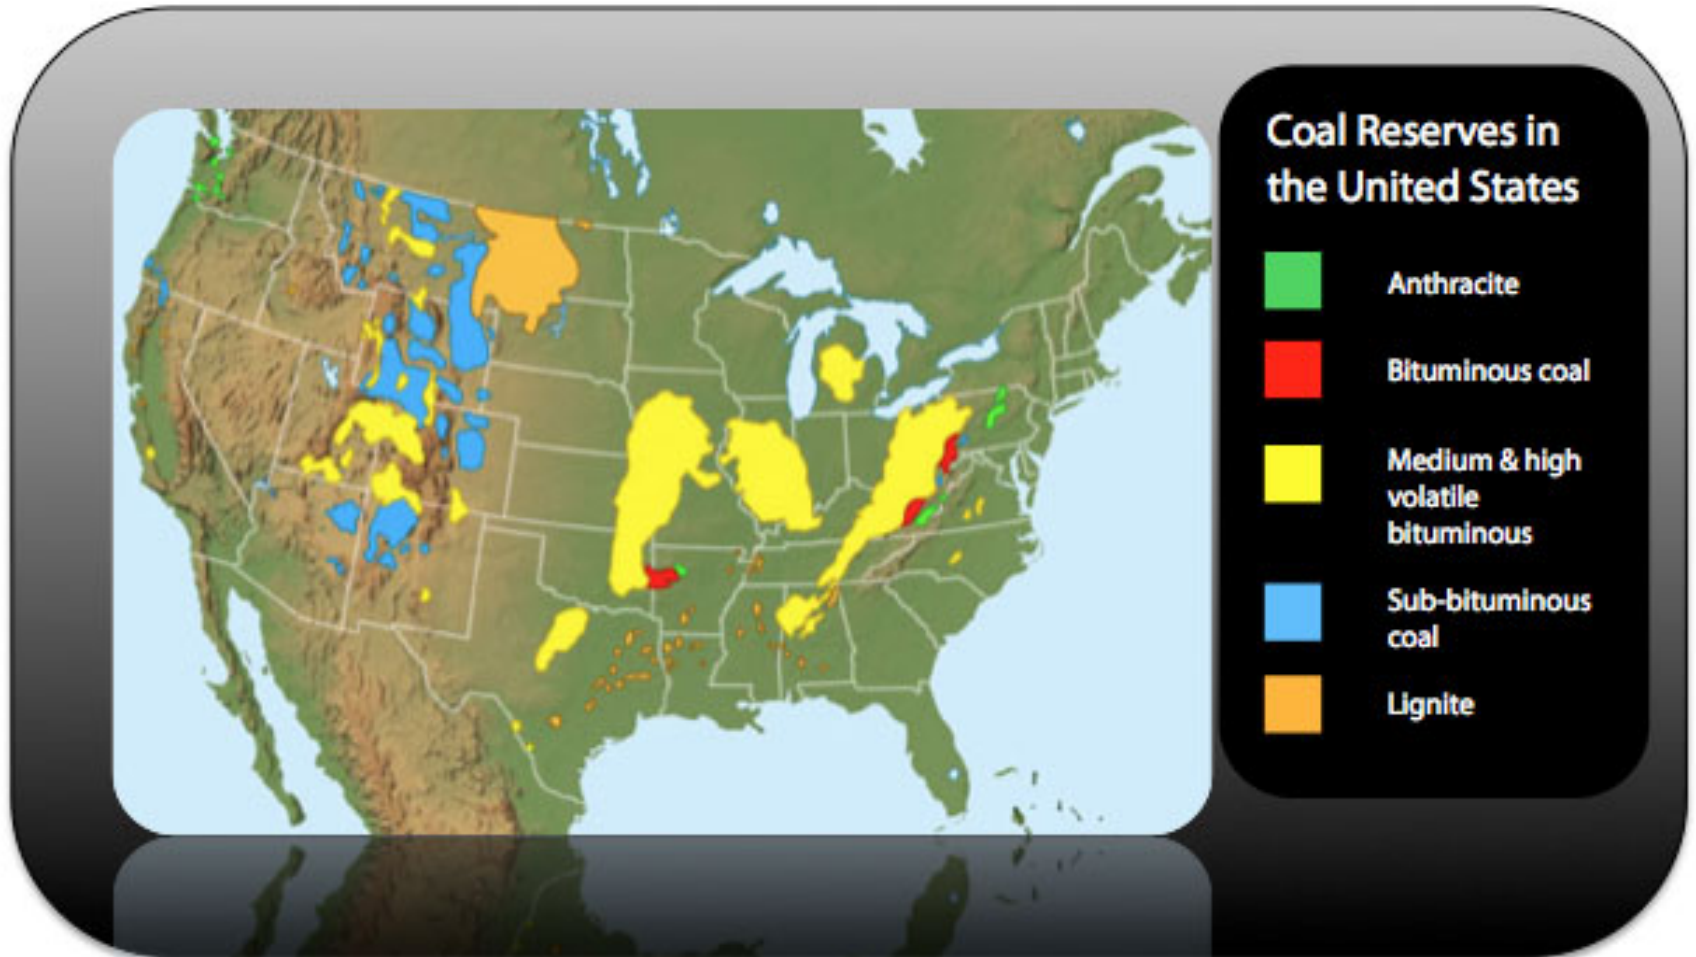 Coal Reserves in
the United States
Anthracite
Bituminous coal
Medium & high
volatile
bituminous
Sub-bituminous
coal
Lignite